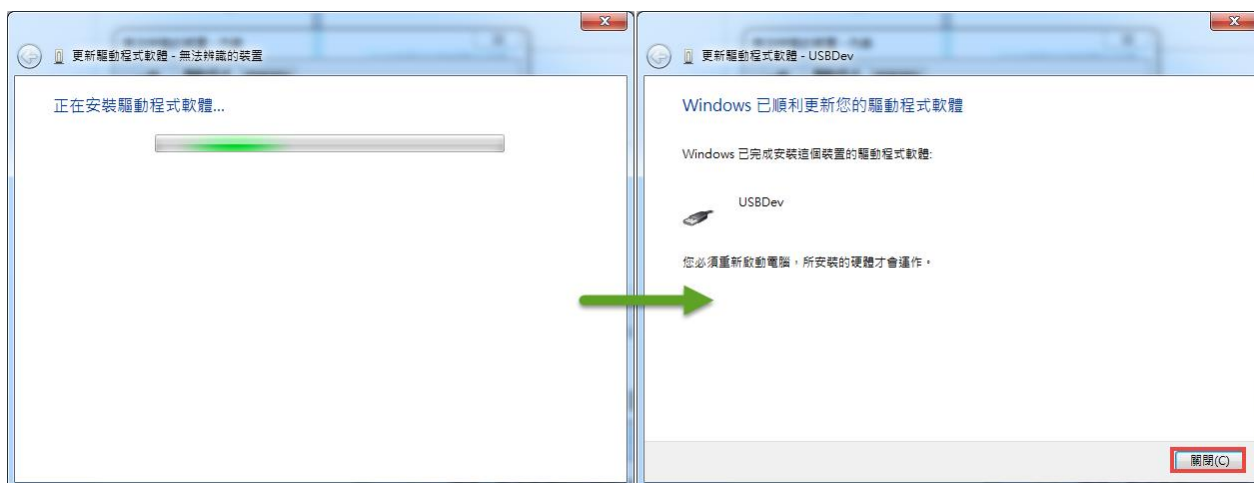 更新驅動程式軟體 - 無法辨識的裝置
正在安裝驅動程式軟體...
更新驅動程式軟體 - USBDev
Windows 已順利更新您的驅動程式軟體
Windows 已完成安裝這個裝置的驅動程式軟體:
USBDev
您必須重新啟動電腦，所安裝的硬體才會運作。
關閉(C)